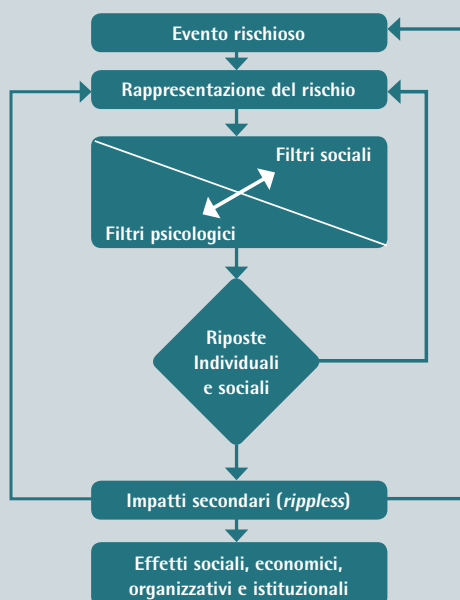 Evento rischioso
Rappresentazione del rischio
Filtri sociali
Filtri psicologici
Riposte
Individuali
e sociali
Impatti secondari (rippless)
Effetti sociali, economici,
organizzativi e istituzionali